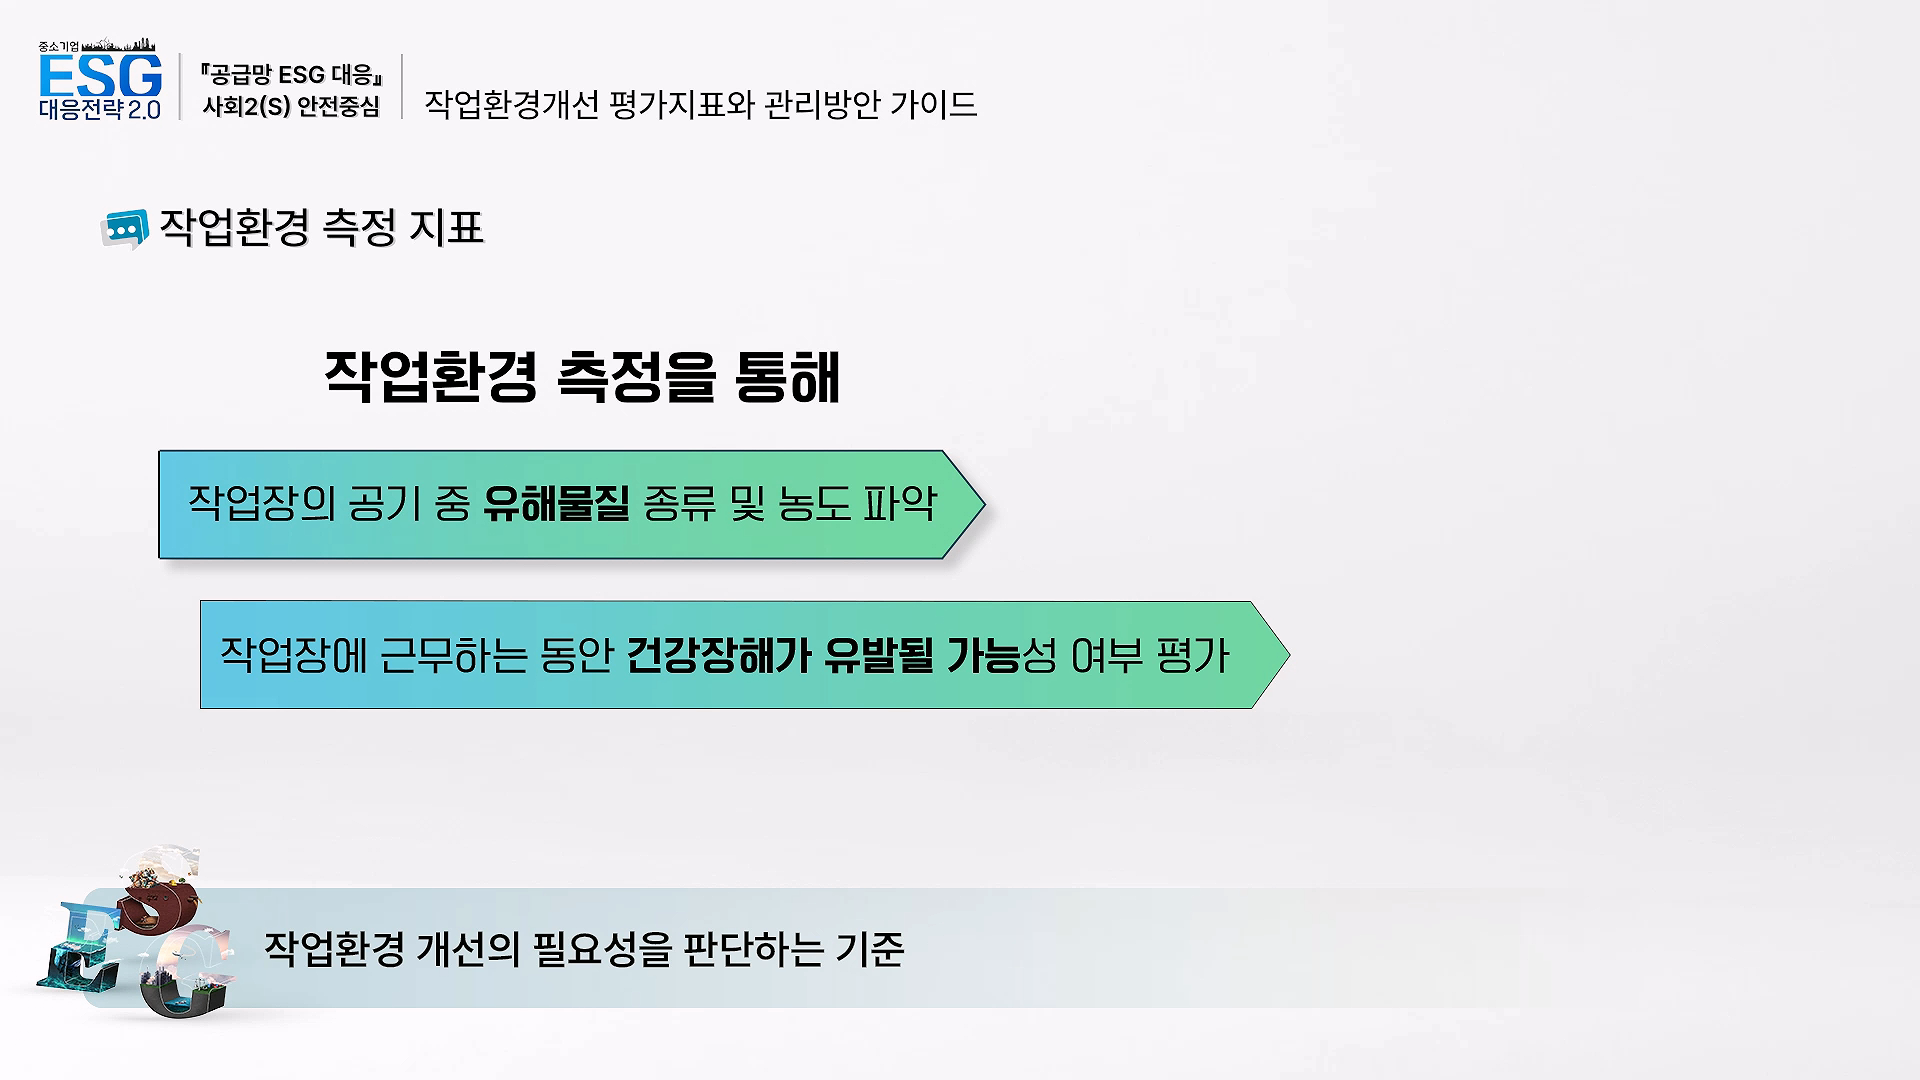 중소기업
ESG
대응전략 2.0
『공급망 ESG 대응』
사회2(S) 안전중심
작업환경개선 평가지표와 관리방안 가이드
작업환경 측정 지표
작업환경 측정을 통해
작업장의 공기 중 유해물질 종류 및 농도 파악
작업장에 근무하는 동안 건강장해가 유발될 가능성 여부 평가
ESG
작업환경 개선의 필요성을 판단하는 기준